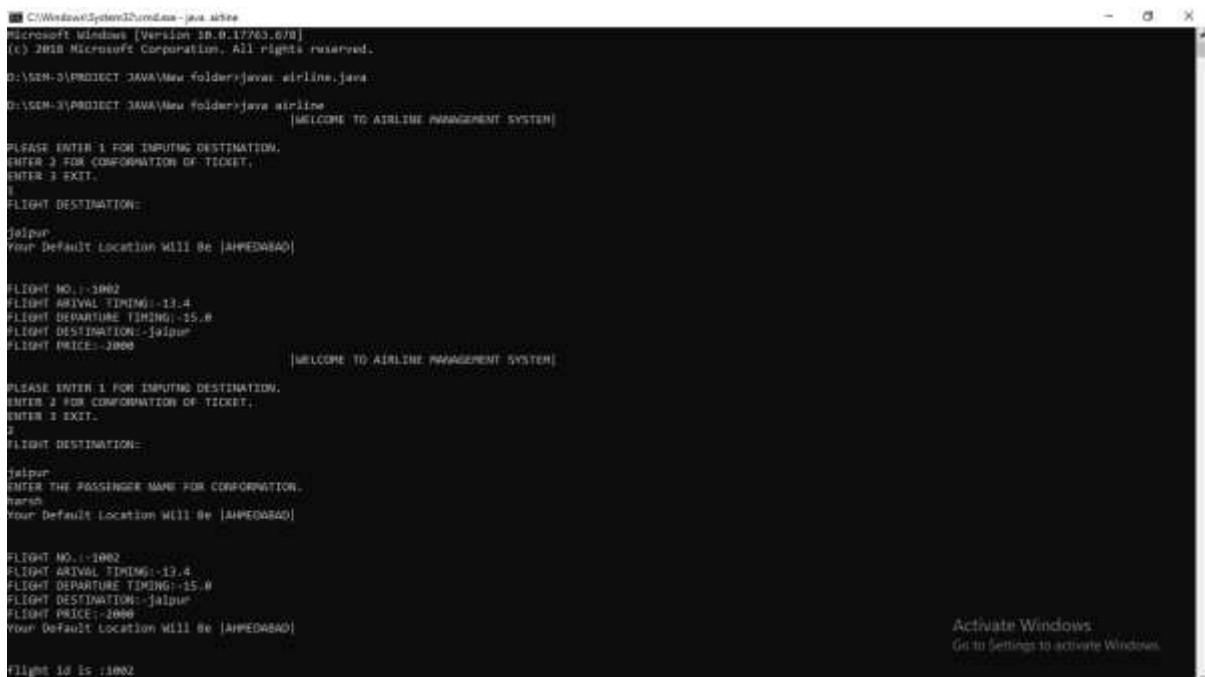 C:\Windows\System32\cmd.exe - java airline
Microsoft Windows [Version 10.0.17763.678]
(c) 2018 Microsoft Corporation. All rights reserved.
D:\SEM-3\PROJECT JAVA\New folder>javac airline.java
D:\SEM-3\PROJECT JAVA\New folder>java airline
|WELCOME TO AIRLINE MANAGEMENT SYSTEM|
PLEASE ENTER 1 FOR INPUTNG DESTINATION.
ENTER 2 FOR CONFORMATION OF TICKET.
ENTER 3 EXIT.
1
FLIGHT DESTINATION:
jaipur
Your Default Location Will Be |AHMEDABAD|
FLIGHT NO.:-1002
FLIGHT ARIVAL TIMING:-13.4
FLIGHT DEPARTURE TIMING:-15.0
FLIGHT DESTINATION:-jaipur
FLIGHT PRICE:-2000
|WELCOME TO AIRLINE MANAGEMENT SYSTEM|
PLEASE ENTER 1 FOR INPUTNG DESTINATION.
ENTER 2 FOR CONFORMATION OF TICKET.
ENTER 3 EXIT.
2
FLIGHT DESTINATION:
jaipur
ENTER THE PASSENGER NAME FOR CONFORMATION.
harsh
Your Default Location Will Be |AHMEDABAD|
FLIGHT NO.:-1002
FLIGHT ARIVAL TIMING:-13.4
FLIGHT DEPARTURE TIMING:-15.0
FLIGHT DESTINATION:-jaipur
FLIGHT PRICE:-2000
Your Default Location Will Be |AHMEDABAD|
flight id is :1002
Activate Windows
Go to Settings to activate Windows.